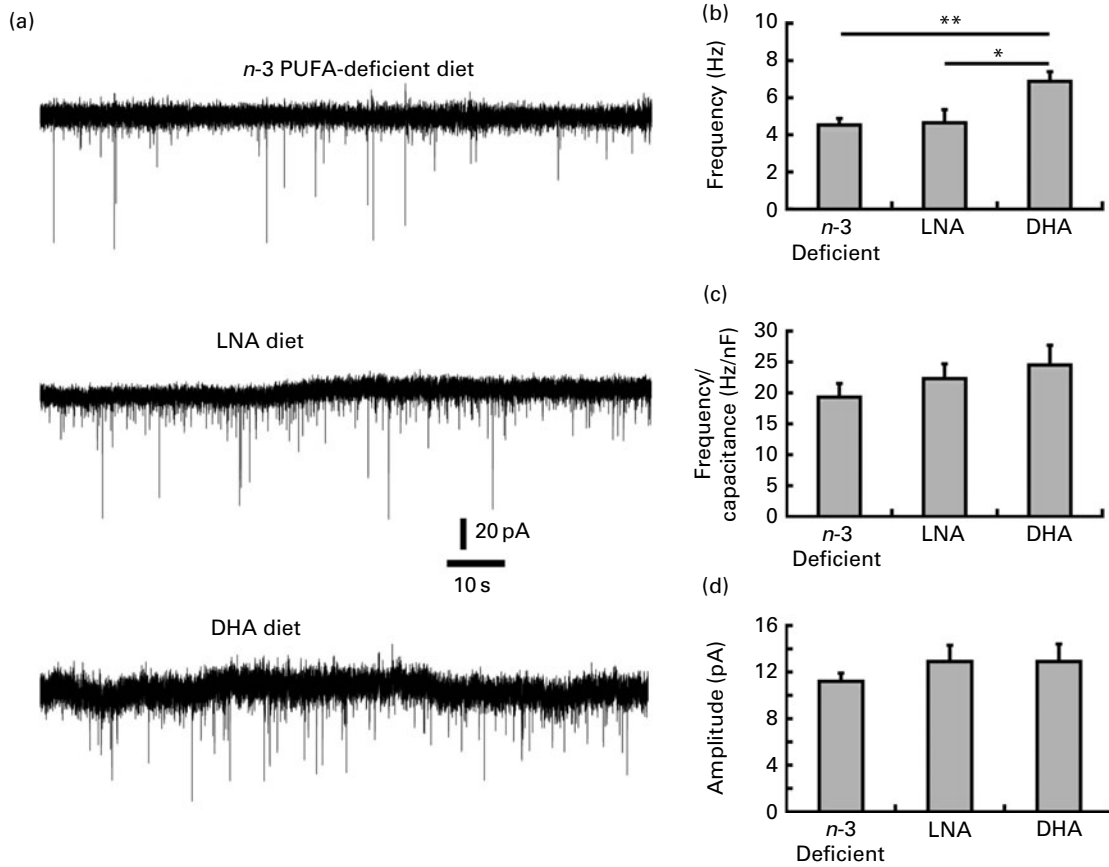 (a)
n-3 PUFA-deficient diet
LNA diet
20 pA
10 s
DHA diet
(b)
Frequency (Hz)
10
8
6
4
2
0
**
*
n-3
Deficient
LNA
DHA
(c)
Frequency/
capacitance (Hz/nF)
30
25
20
15
10
5
0
n-3
Deficient
LNA
DHA
(d)
Amplitude (pA)
16
12
8
4
0
n-3
Deficient
LNA
DHA